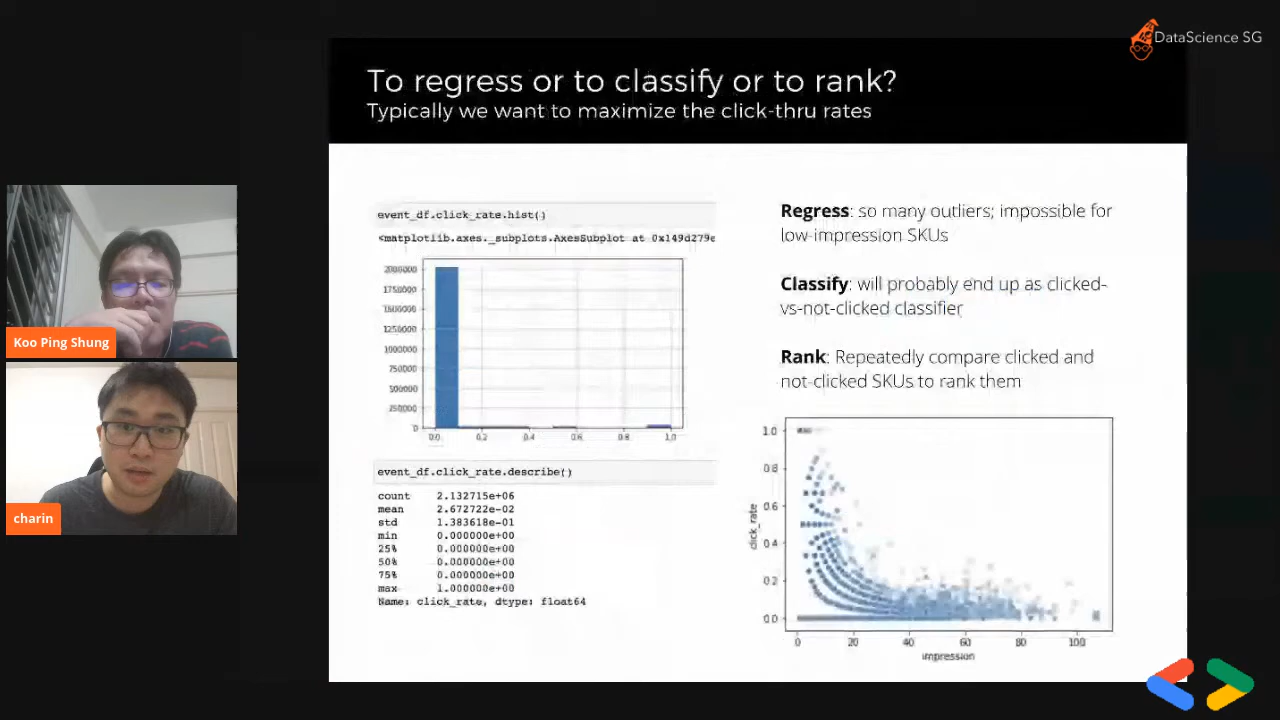 DataScience SG
To regress or to classify or to rank?
Typically we want to maximize the click-thru rates
event_df.click_rate.hist()
<matplotlib.axes._subplots.AxesSubplot at 0x149d279e
2000000
1750000
1500000
1250000
1000000
750000
500000
250000
0
0.0 0.2 0.4 0.6 0.8 1.0
event_df.click_rate.describe()
count 2.132715e+06
mean 2.672722e-02
std 1.383618e-01
min 0.000000e+00
25% 0.000000e+00
50% 0.000000e+00
75% 0.000000e+00
max 1.000000e+00
Name: click_rate, dtype: float64
Regress: so many outliers; impossible for
low-impression SKUs
Classify: will probably end up as clicked-
vs-not-clicked classifier
Rank: Repeatedly compare clicked and
not-clicked SKUs to rank them
1.0
0.8
0.6
0.4
0.2
0.0
click_rate
0 20 40 60 80 100
impression
Koo Ping Shung
charin